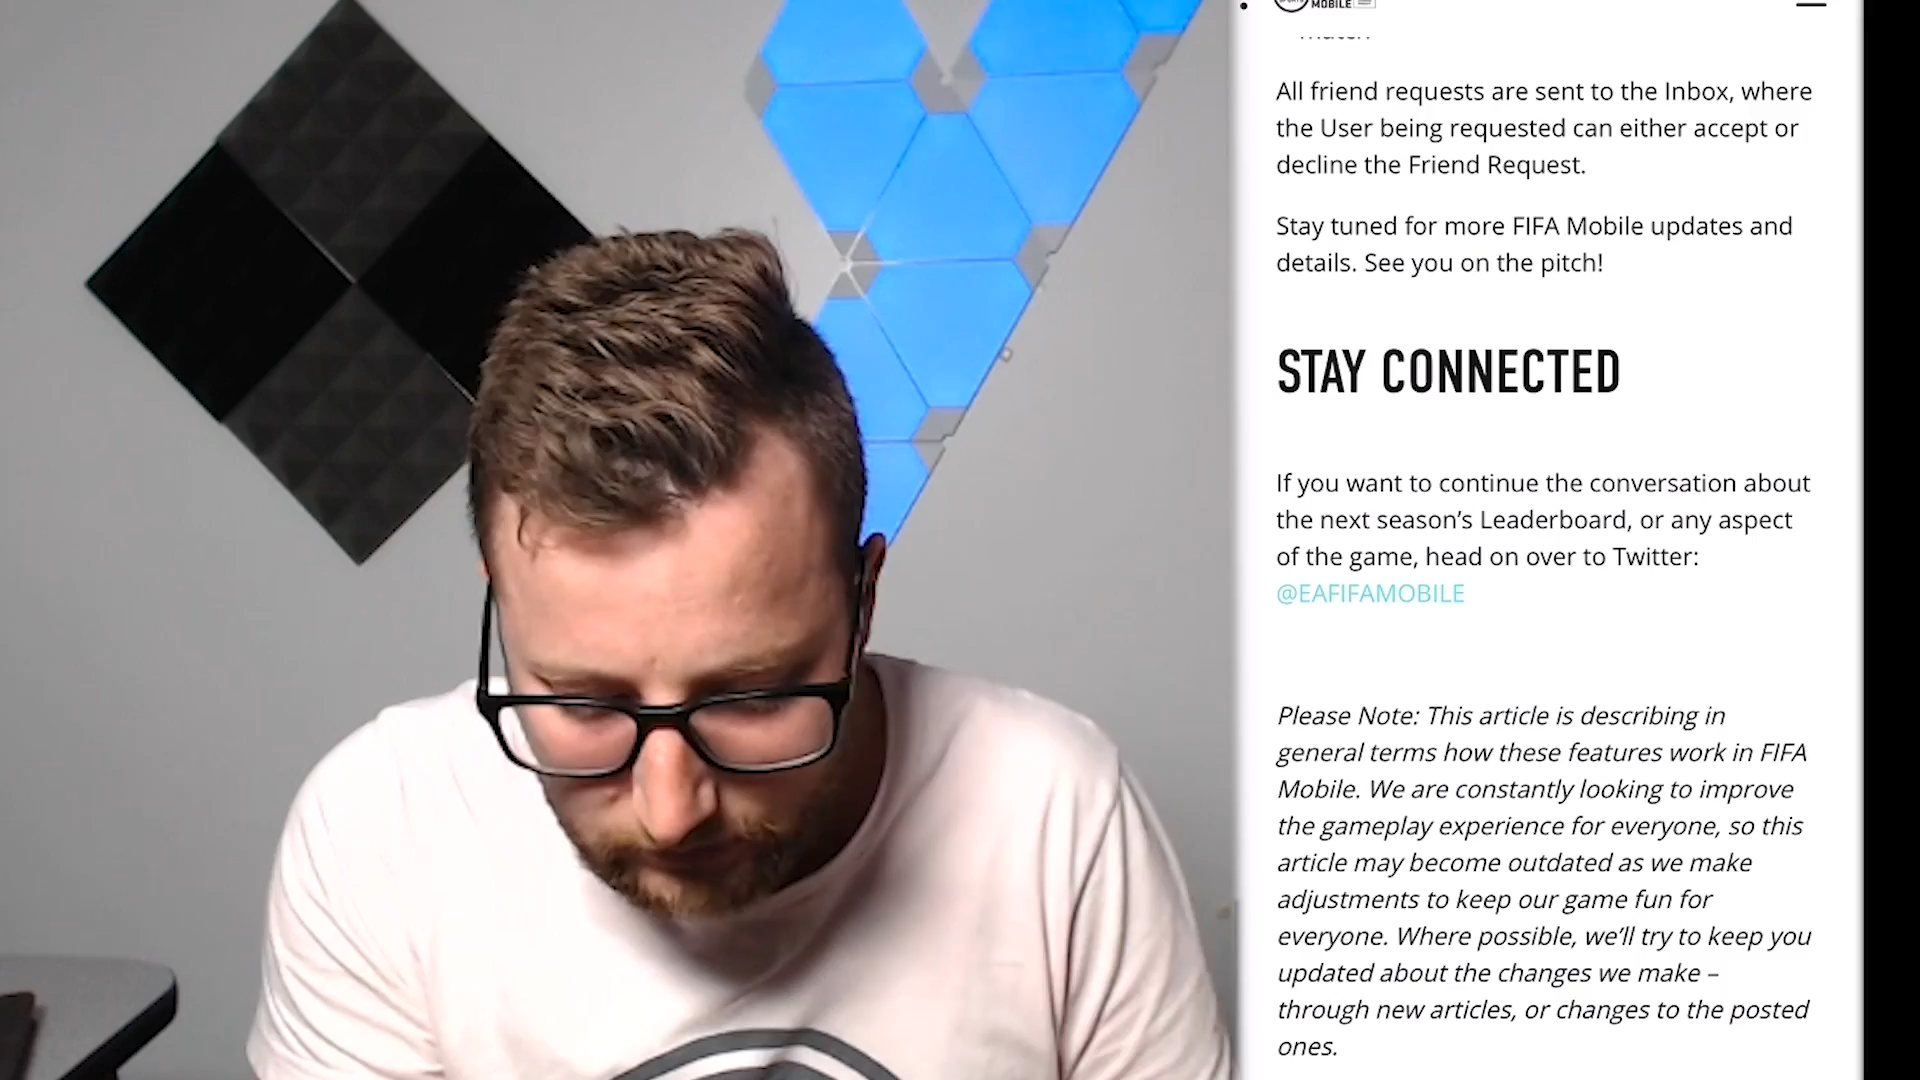 MOBILE
All friend requests are sent to the Inbox, where
the User being requested can either accept or
decline the Friend Request.
Stay tuned for more FIFA Mobile updates and
details. See you on the pitch!
STAY CONNECTED
If you want to continue the conversation about
the next season’s Leaderboard, or any aspect
of the game, head on over to Twitter:
@EAFIFAMOBILE
Please Note: This article is describing in
general terms how these features work in FIFA
Mobile. We are constantly looking to improve
the gameplay experience for everyone, so this
article may become outdated as we make
adjustments to keep our game fun for
everyone. Where possible, we’ll try to keep you
updated about the changes we make –
through new articles, or changes to the posted
ones.